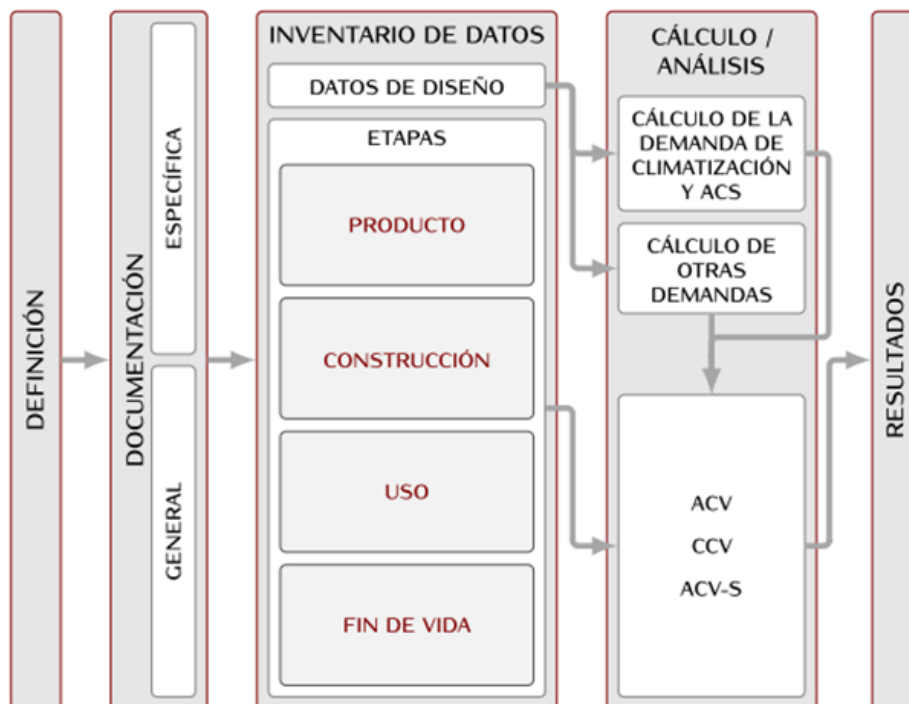 DEFINICIÓN
DOCUMENTACIÓN
ESPECÍFICA
GENERAL
INVENTARIO DE DATOS
DATOS DE DISEÑO
ETAPAS
PRODUCTO
CONSTRUCCIÓN
USO
FIN DE VIDA
CÁLCULO /
ANÁLISIS
CÁLCULO DE LA
DEMANDA DE
CLIMATIZACIÓN
Y ACS
CÁLCULO DE
OTRAS
DEMANDAS
ACV
CCV
ACV-S
RESULTADOS